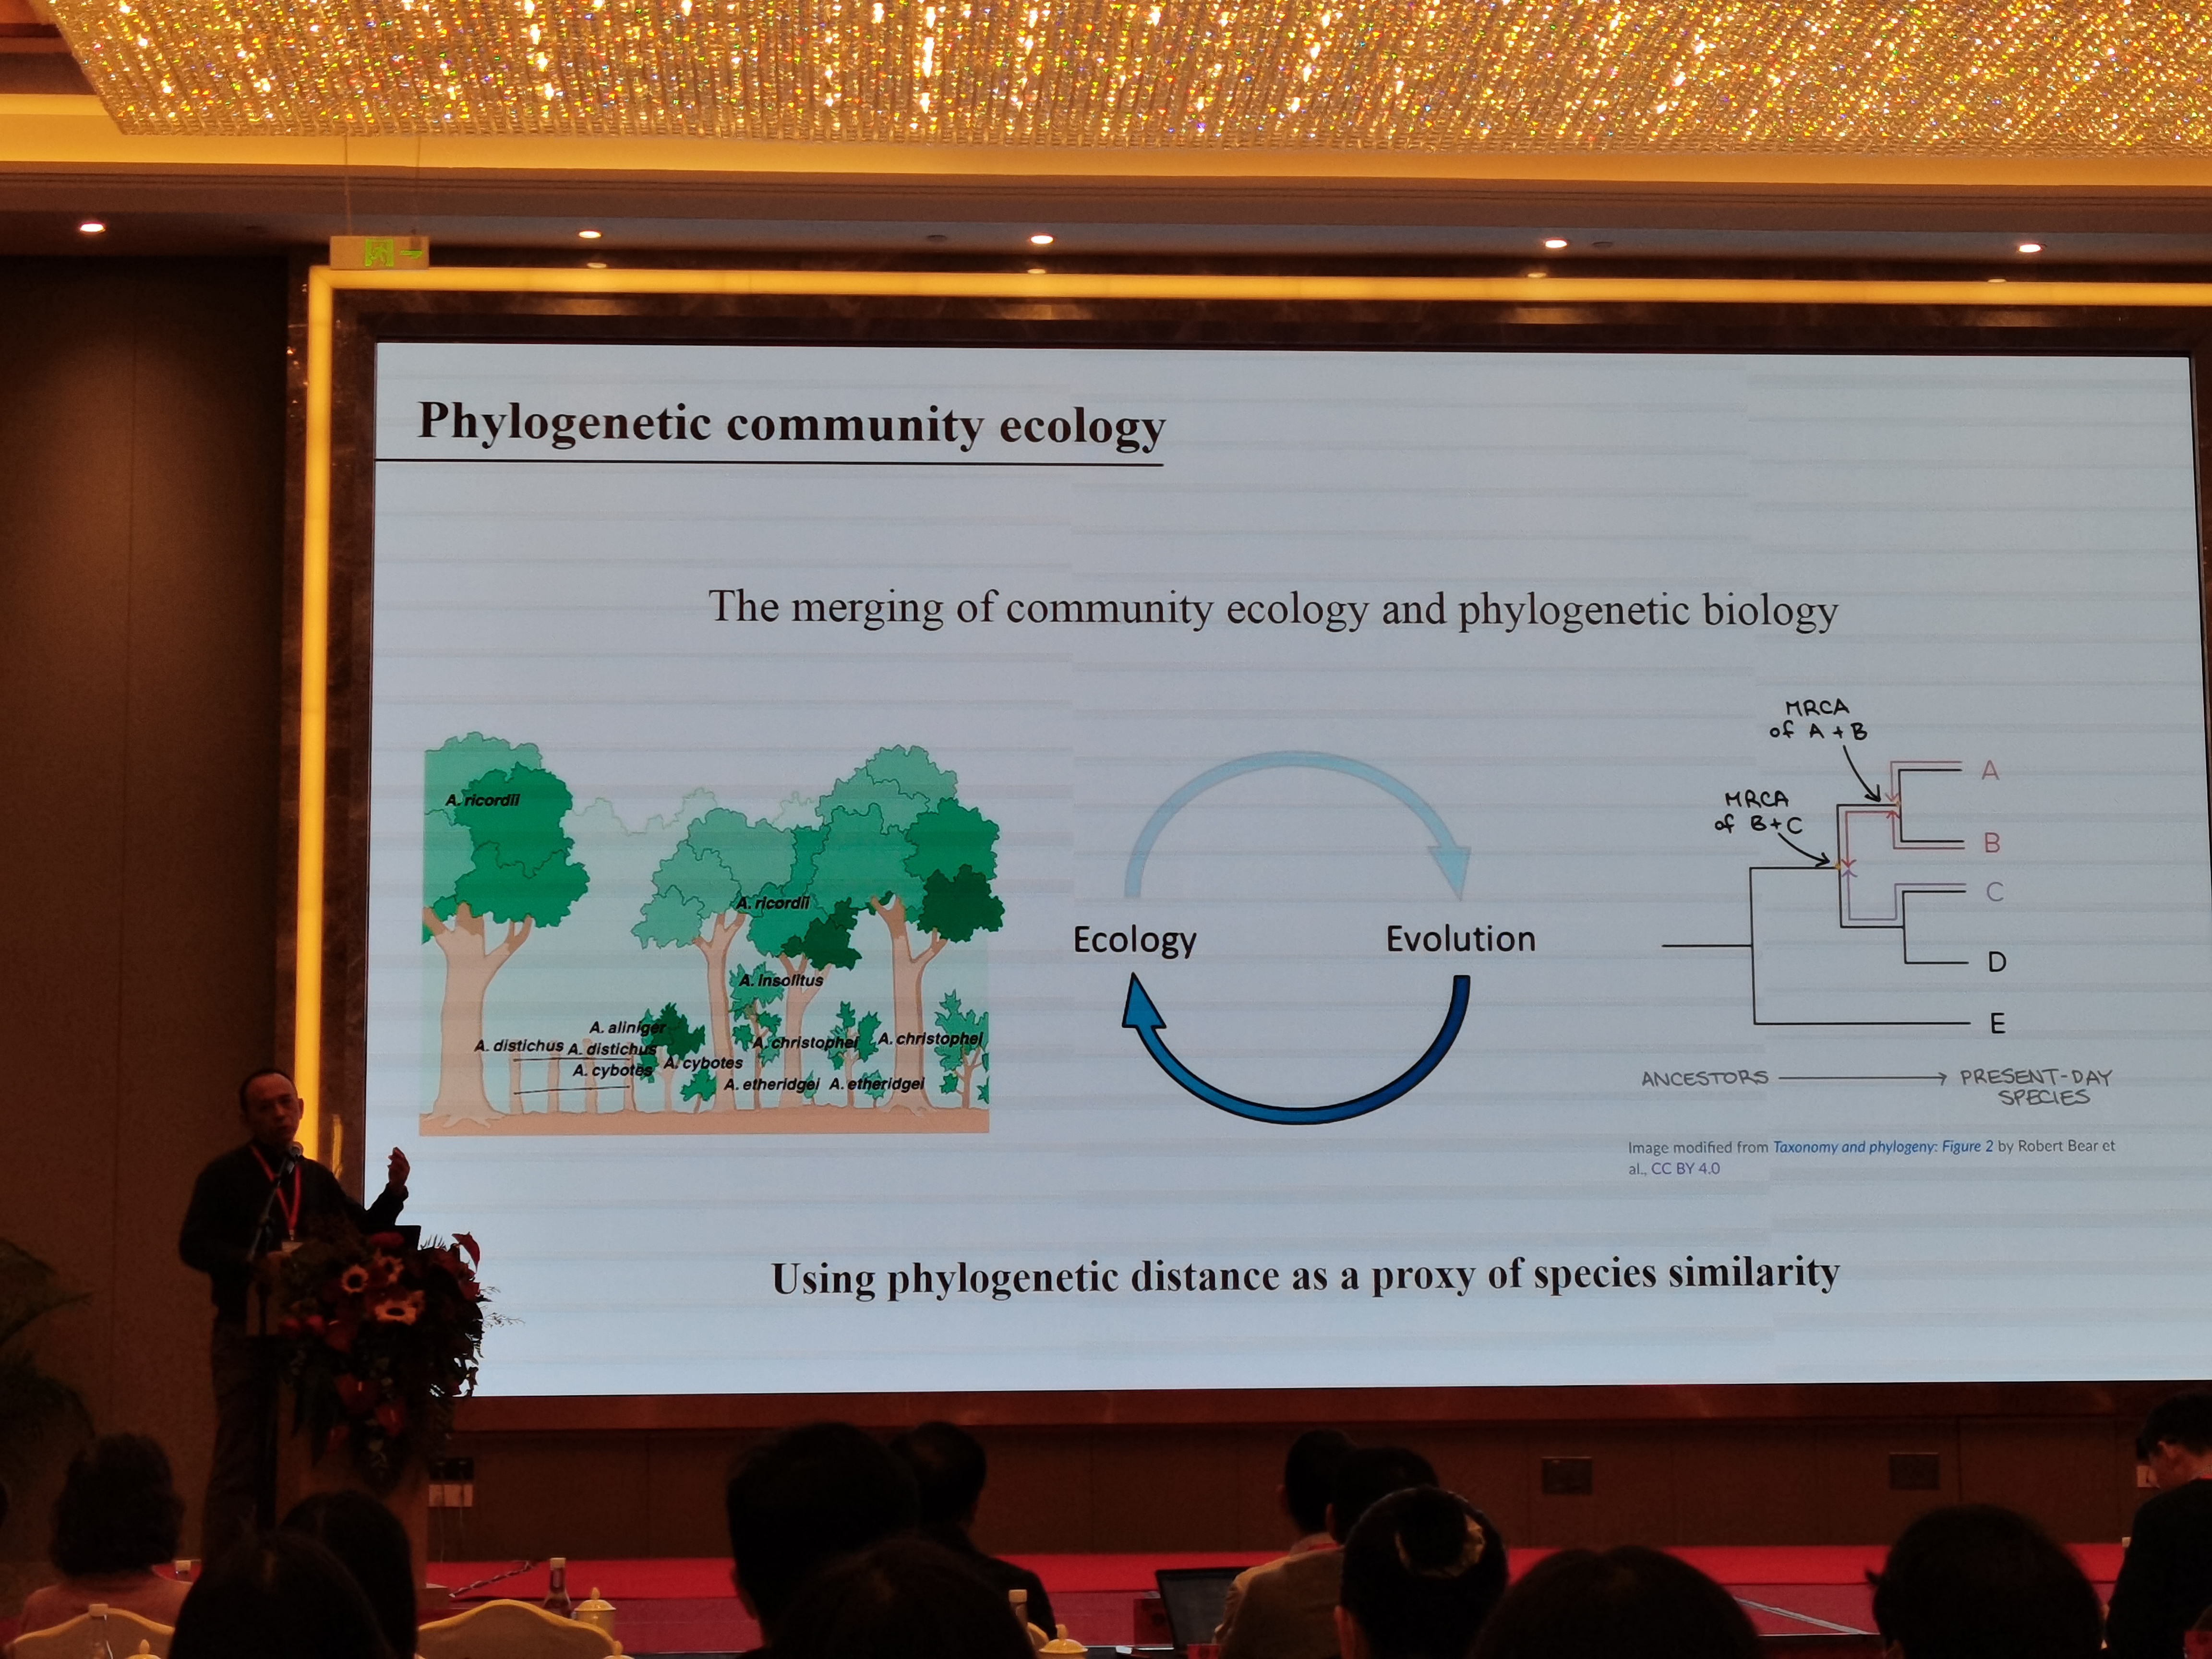 Phylogenetic community ecology
The merging of community ecology and phylogenetic biology
A. ricordii
A. ricordii
A. insolitus
A. aliniger
A. distichus
A. distichus
A. cybotes
A. cybotes
A. christophei
A. christophei
A. etheridgei
A. etheridgei
Ecology
Evolution
MRCA
of A + B
MRCA
of B+C
A
B
C
D
E
ANCESTORS
PRESENT-DAY
SPECIES
Image modified from Taxonomy and phylogeny: Figure 2 by Robert Bear et
al., CC BY 4.0
Using phylogenetic distance as a proxy of species similarity